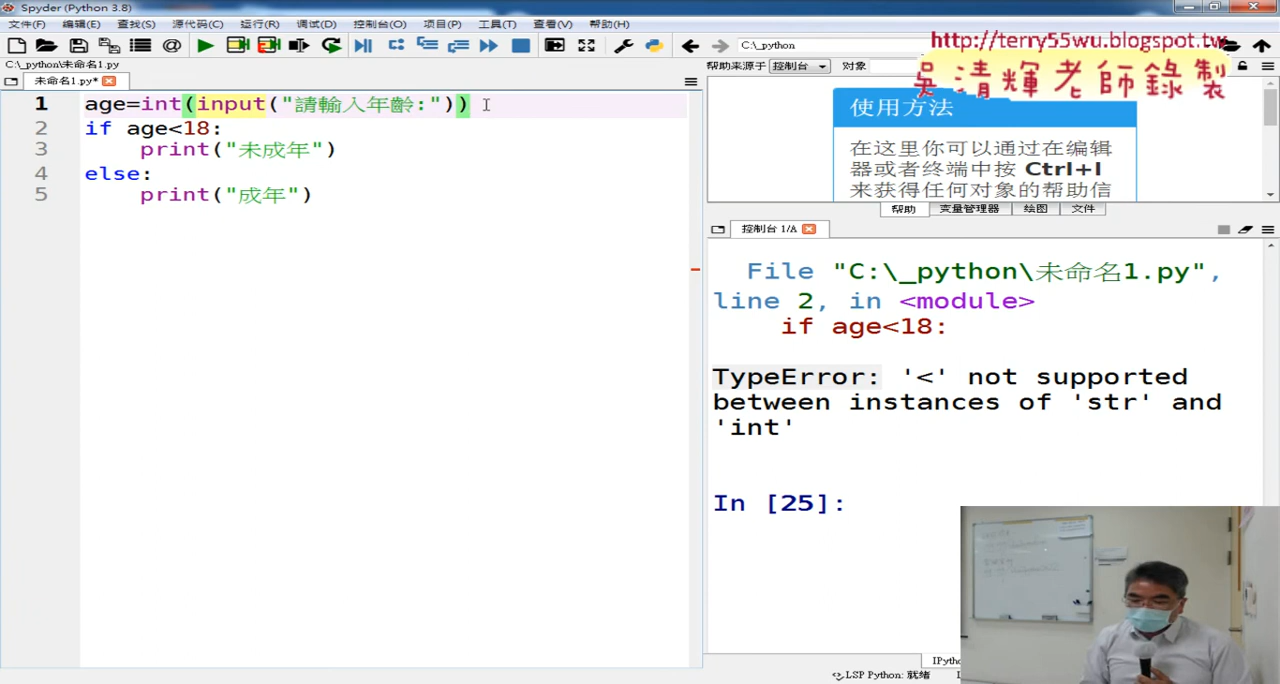 Spyder (Python 3.8)
文件(F) 编辑(E) 查找(S) 源代码(C) 运行(R) 调试(D) 控制台(O) 项目(P) 工具(T) 查看(V) 帮助(H)
C:\_python
http://terry55wu.blogspot.tw
吳清輝老師錄製
C:\_python\未命名1.py
未命名1.py*
帮助来源于 控制台 对象
1 age=int(input("請輸入年齡:"))
2 if age<18:
3 print("未成年")
4 else:
5 print("成年")
使用方法
在这里你可以通过在编辑
器或者终端中按 Ctrl+I
来获得任何对象的帮助信
帮助 变量管理器 绘图 文件
控制台 1/A
File "C:\_python\未命名1.py",
line 2, in <module>
if age<18:
TypeError: '<' not supported
between instances of 'str' and
'int'
In [25]:
IPyth
LSP Python: 就绪